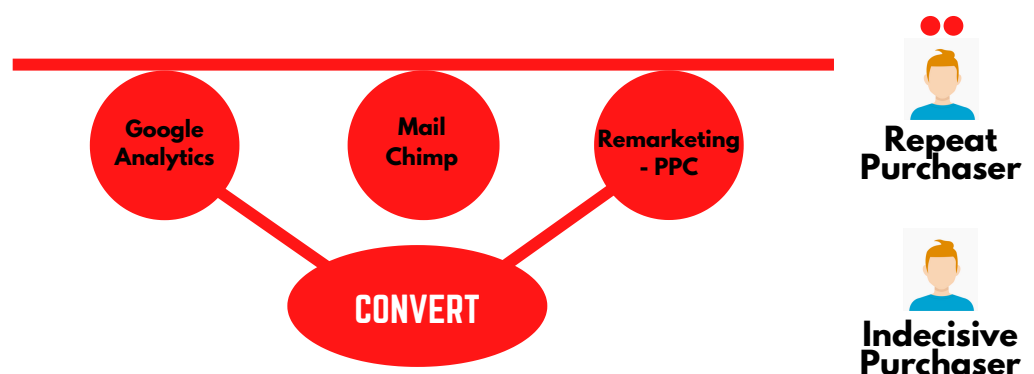 Google
Analytics
Mail
Chimp
Remarketing
- PPC
CONVERT
Repeat
Purchaser
Indecisive
Purchaser